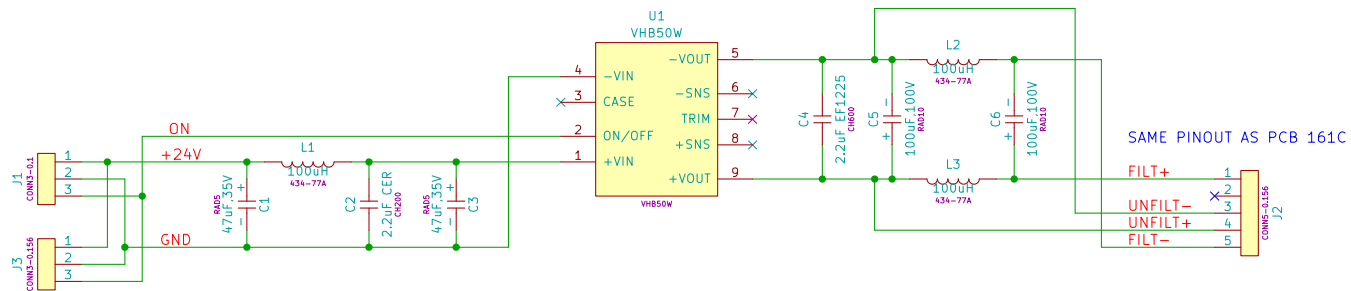 U1
VHB50W
-VIN
CASE
ON/OFF
+VIN
-VOUT
-SNS
TRIM
+SNS
+VOUT
4
3
2
1
5
6
7
8
9
VHB50W
J1
CONN3-0.1
1
2
3
J3
CONN3-0.156
1
2
3
ON
+24V
GND
L1
100uH
434-77A
RAD5
47uF,35V
+
-
C1
C2
2.2uF CER
CH200
RAD5
47uF,35V
+
-
C3
C4
2.2uF EF1225
CH600
C5
-
+
100uF,100V
RAD10
L2
100uH
434-77A
L3
100uH
434-77A
C6
-
+
100uF,100V
RAD10
SAME PINOUT AS PCB 161C
FILT+
UNFILT-
UNFILT+
FILT-
1
2
3
4
5
CONN5-0.156
J2